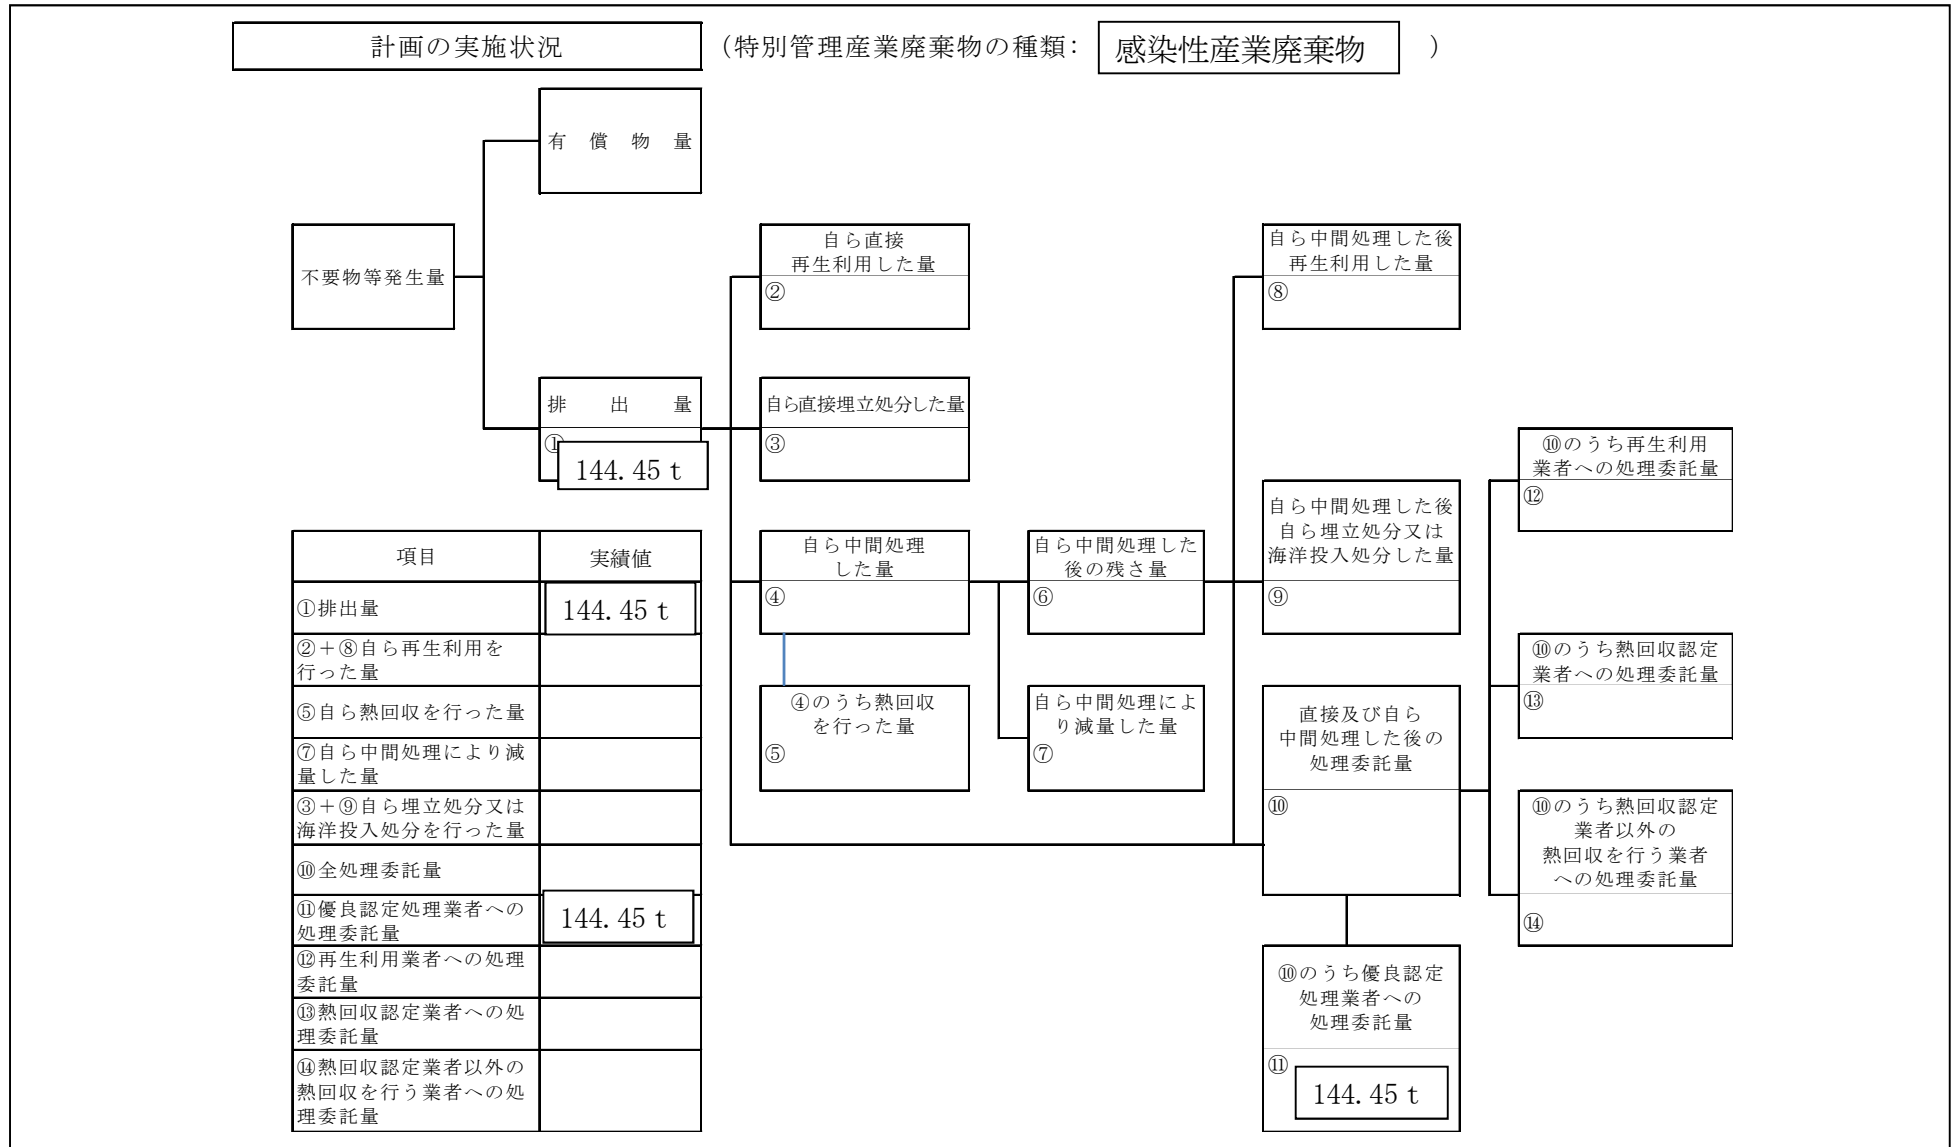 計画の実施状況 （特別管理産業廃棄物の種類： 感染性産業廃棄物 ）
有償物量
不要物等発生量
自ら直接
再生利用した量
②
自ら中間処理した後
再生利用した量
⑧
排出量
①
144.45 t
自ら直接埋立処分した量
③
⑩のうち再生利用
業者への処理委託量
⑫
自ら中間処理
した量
④
自ら中間処理した
後の残さ量
⑥
自ら中間処理した後
自ら埋立処分又は
海洋投入処分した量
⑨
⑩のうち熱回収認定
業者への処理委託量
⑬
④のうち熱回収
を行った量
⑤
自ら中間処理によ
り減量した量
⑦
直接及び自ら
中間処理した後の
処理委託量
⑩
⑩のうち熱回収認定
業者以外の
熱回収を行う業者
への処理委託量
⑭
⑩のうち優良認定
処理業者への
処理委託量
⑪
144.45 t
項目 実績値
①排出量 144.45 t
②＋⑧自ら再生利用を
行った量
⑤自ら熱回収を行った量
⑦自ら中間処理により減
量した量
③＋⑨自ら埋立処分又は
海洋投入処分を行った量
⑩全処理委託量
⑪優良認定処理業者への
処理委託量
144.45 t
⑫再生利用業者への処理
委託量
⑬熱回収認定業者への処
理委託量
⑭熱回収認定業者以外の
熱回収を行う業者への処
理委託量